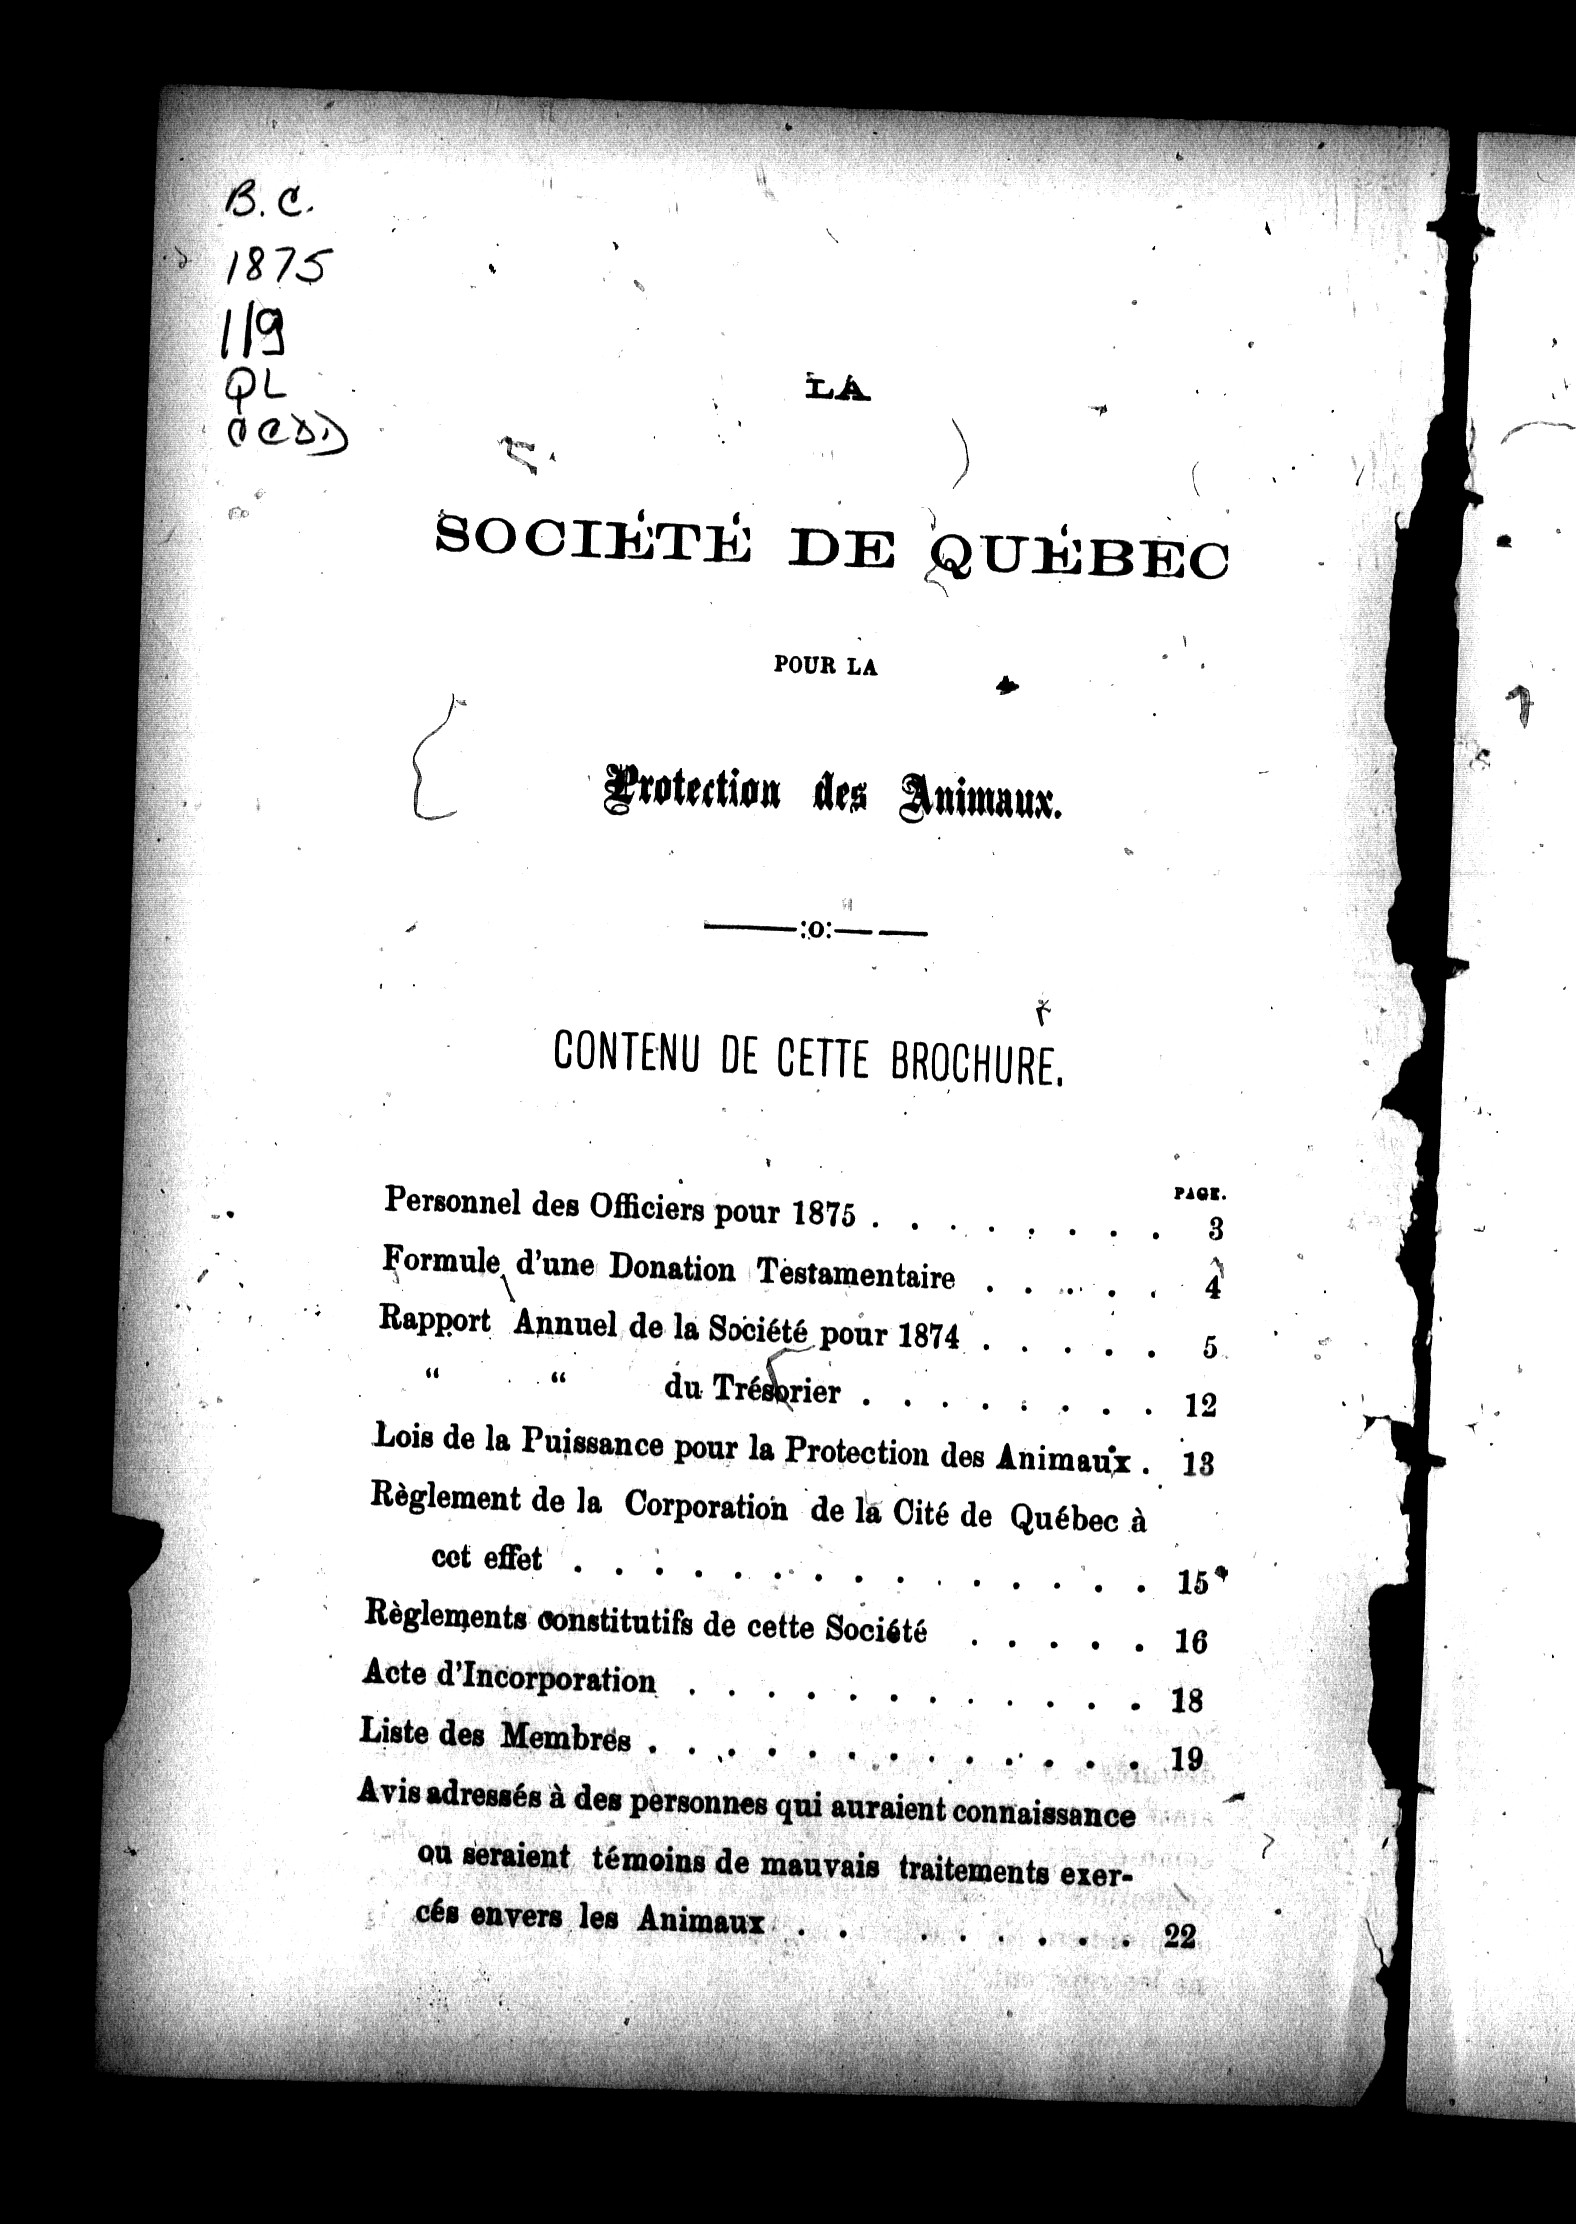 B. C.
1875
119
QL
LA
SOCIÉTÉ DE QUÉBEC
POUR LA
Protection des Animaux.
———:o:— —
CONTENU DE CETTE BROCHURE.
PAGE.
Personnel des Officiers pour 1875 . . . . . . . . 3
Formule d'une Donation Testamentaire . . . . . 4
Rapport Annuel de la Société pour 1874 . . . . . 5
“ “ du Trésorier . . . . . . . . 12
Lois de la Puissance pour la Protection des Animaux . 13
Règlement de la Corporation de la Cité de Québec à
cet effet . . . . . . . . . . . . . . . 15
Règlements constitutifs de cette Société . . . . . 16
Acte d'Incorporation . . . . . . . . . . . . 18
Liste des Membres . . . . . . . . . . . . . 19
Avis adressés à des personnes qui auraient connaissance
ou seraient témoins de mauvais traitements exer-
cés envers les Animaux . . . . . . . . 22